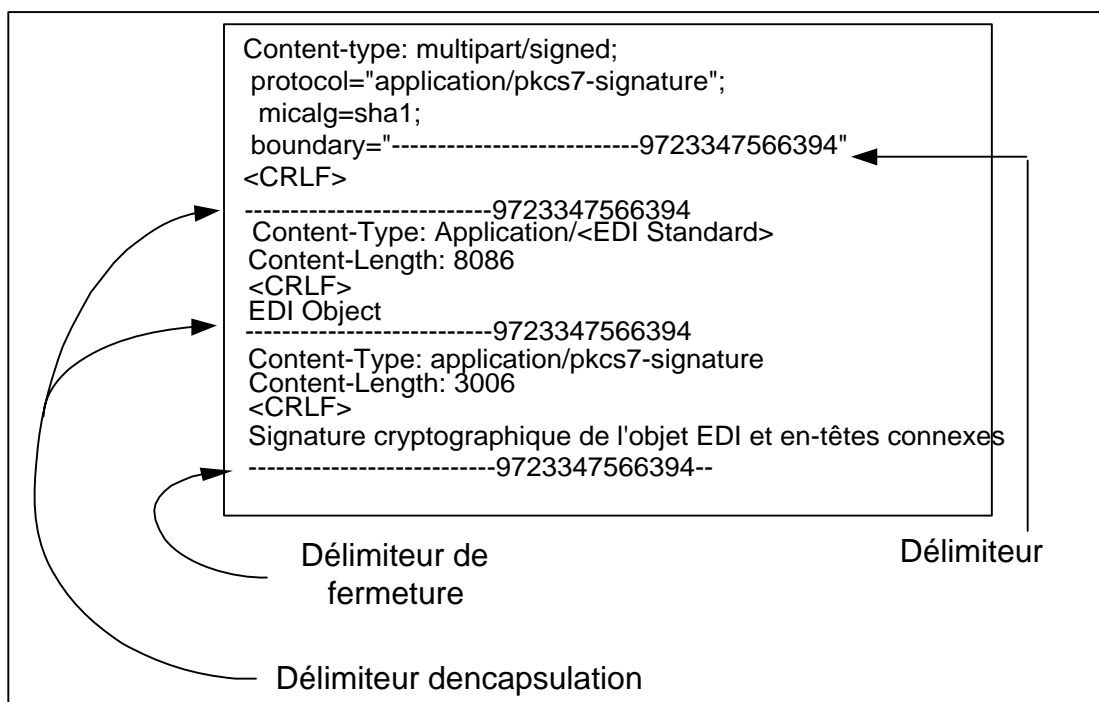 Content-type: multipart/signed;
protocol="application/pkcs7-signature";
micalg=sha1;
boundary="---------------------------9723347566394"
<CRLF>
---------------------------9723347566394
Content-Type: Application/<EDI Standard>
Content-Length: 8086
<CRLF>
EDI Object
---------------------------9723347566394
Content-Type: application/pkcs7-signature
Content-Length: 3006
<CRLF>
Signature cryptographique de l'objet EDI et en-têtes connexes
---------------------------9723347566394--
Délimiteur
Délimiteur de
fermeture
Délimiteur dencapsulation